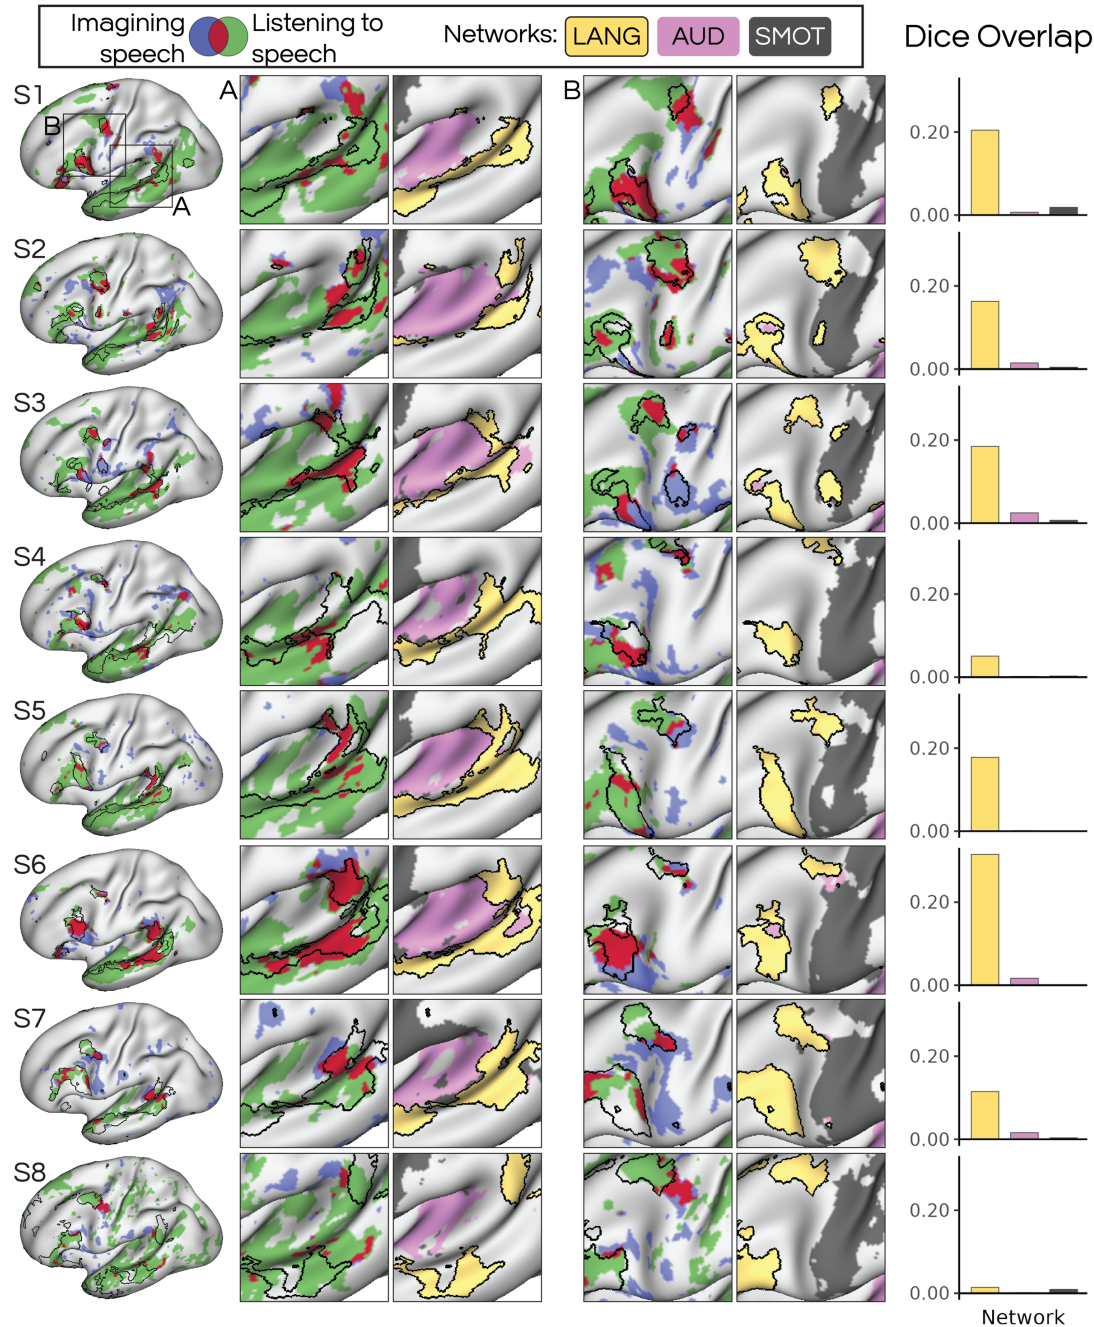 Imagining speech
Listening to speech
Networks: LANG AUD SMOT
Dice Overlap
S1
A
B
B
A
0.20
0.00
S2
0.20
0.00
S3
0.20
0.00
S4
0.20
0.00
S5
0.20
0.00
S6
0.20
0.00
S7
0.20
0.00
S8
0.20
0.00
Network